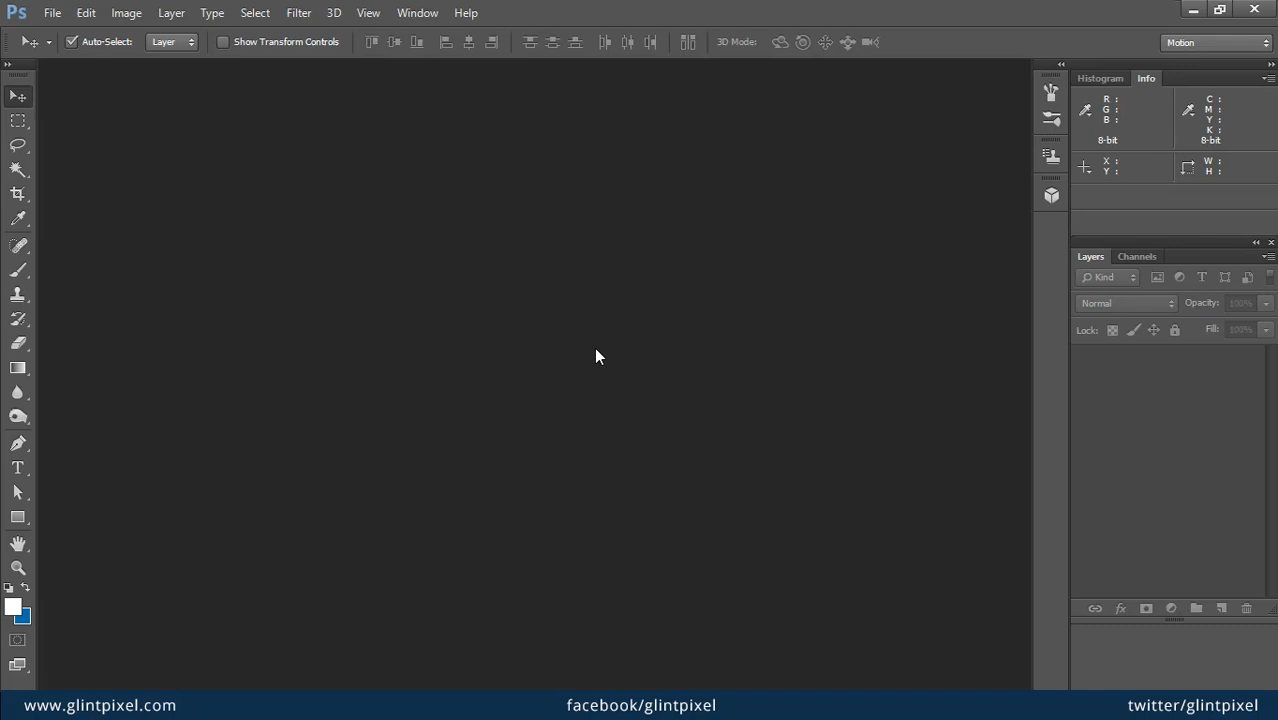 Ps File Edit Image Layer Type Select Filter 3D View Window Help
Auto-Select: Layer Show Transform Controls 3D Mode: Motion
Histogram Info
R : C :
G : M :
B : Y :
K :
8-bit 8-bit
X : W :
Y : H :
Layers Channels
Kind T
Normal Opacity: 100%
Lock: Fill: 100%
T
fx
www.glintpixel.com facebook/glintpixel twitter/glintpixel